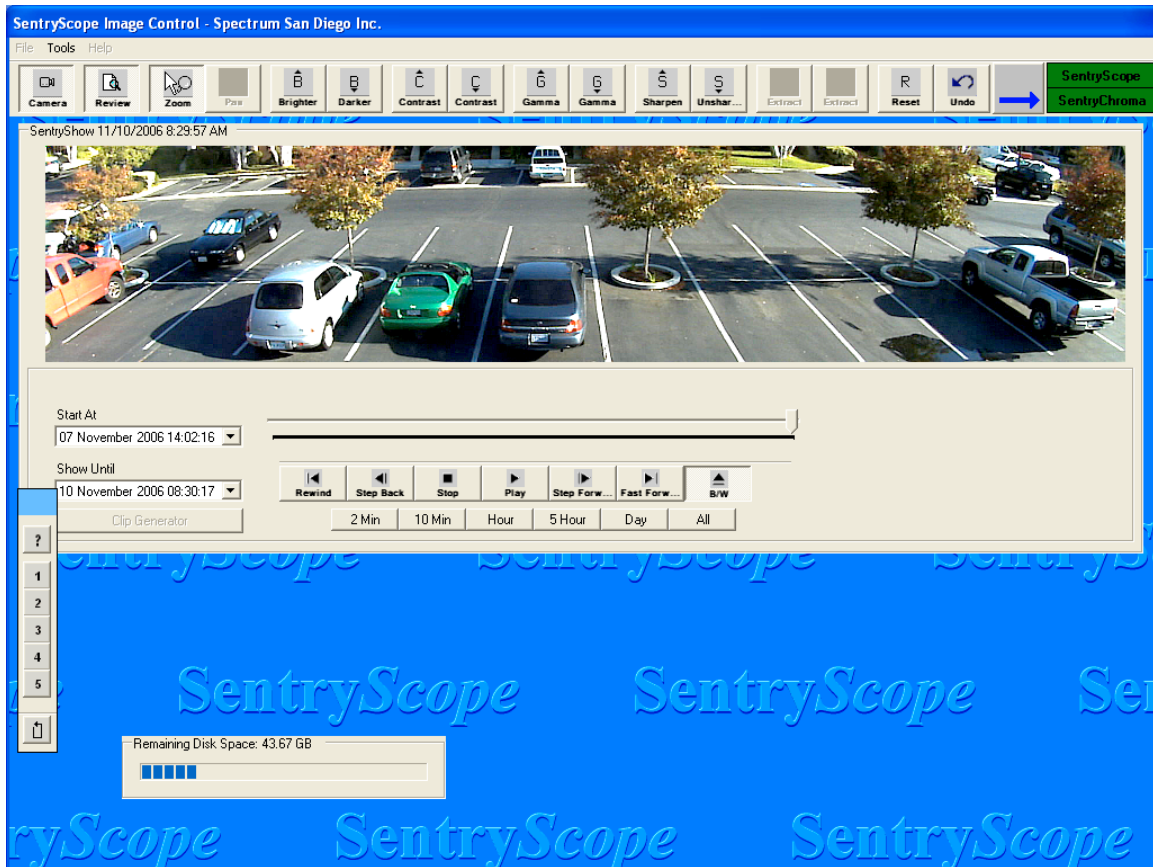 SentryScope Image Control - Spectrum San Diego Inc.
File Tools Help
Camera Review Zoom Pan Brighter Darker Contrast Contrast Gamma Gamma Sharpen Unshar... Extract Extract Reset Undo
B B C C G G S S R
SentryScope
SentryChroma
SentryShow 11/10/2006 8:29:57 AM
Start At
07 November 2006 14:02:16
Show Until
10 November 2006 08:30:17
Rewind Step Back Stop Play Step Forw... Fast Forw... B/W
Clip Generator
2 Min 10 Min Hour 5 Hour Day All
?
1
2
3
4
5
SentryScope SentryScope SentryS
SentryScope SentryScope Se
Remaining Disk Space: 43.67 GB
ryScope SentryScope SentryScope